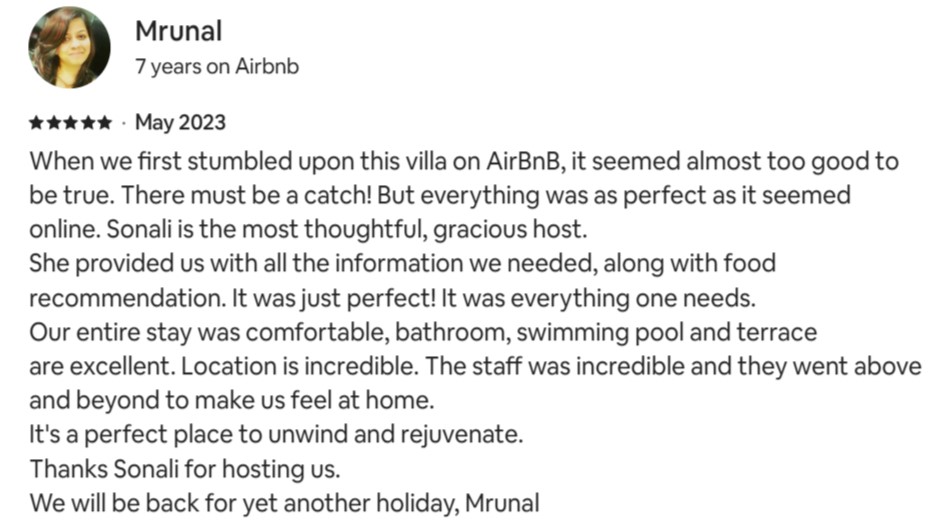 Mrunal
7 years on Airbnb
★★★★★ · May 2023
When we first stumbled upon this villa on AirBnB, it seemed almost too good to
be true. There must be a catch! But everything was as perfect as it seemed
online. Sonali is the most thoughtful, gracious host.
She provided us with all the information we needed, along with food
recommendation. It was just perfect! It was everything one needs.
Our entire stay was comfortable, bathroom, swimming pool and terrace
are excellent. Location is incredible. The staff was incredible and they went above
and beyond to make us feel at home.
It's a perfect place to unwind and rejuvenate.
Thanks Sonali for hosting us.
We will be back for yet another holiday, Mrunal